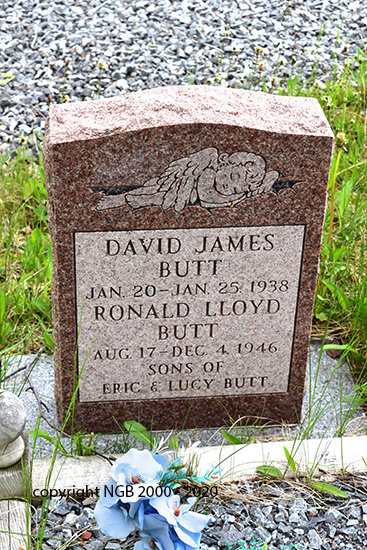 DAVID JAMES
BUTT
JAN. 20 – JAN. 25. 1938
RONALD LLOYD
BUTT
AUG. 17 – DEC. 4, 1946
SONS OF
ERIC & LUCY BUTT.
copyright NGB 2000 - 2020